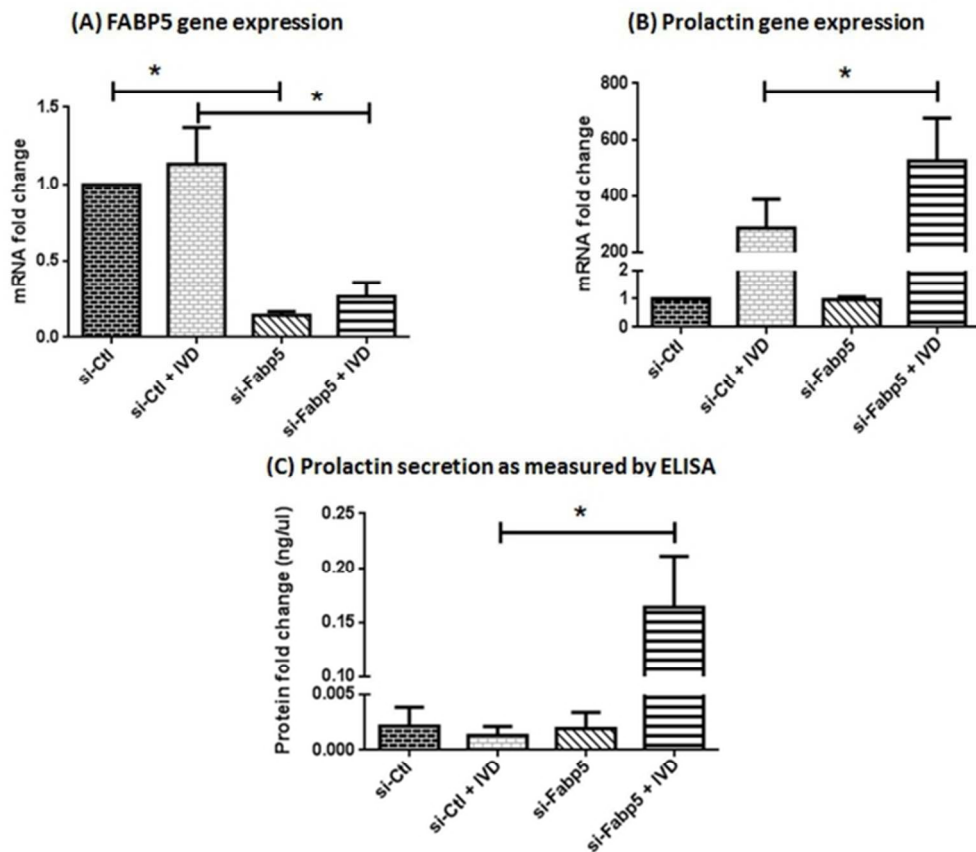 (A) FABP5 gene expression
*
*
mRNA fold change
1.5
1.0
0.5
0.0
si-Ctl
si-Ctl + IVD
si-Fabp5
si-Fabp5 + IVD
(B) Prolactin gene expression
*
mRNA fold change
800
600
400
200
2
1
0
si-Ctl
si-Ctl + IVD
si-Fabp5
si-Fabp5 + IVD
(C) Prolactin secretion as measured by ELISA
*
Protein fold change (ng/ul)
0.25
0.20
0.15
0.10
0.005
0.000
si-Ctl
si-Ctl + IVD
si-Fabp5
si-Fabp5 + IVD